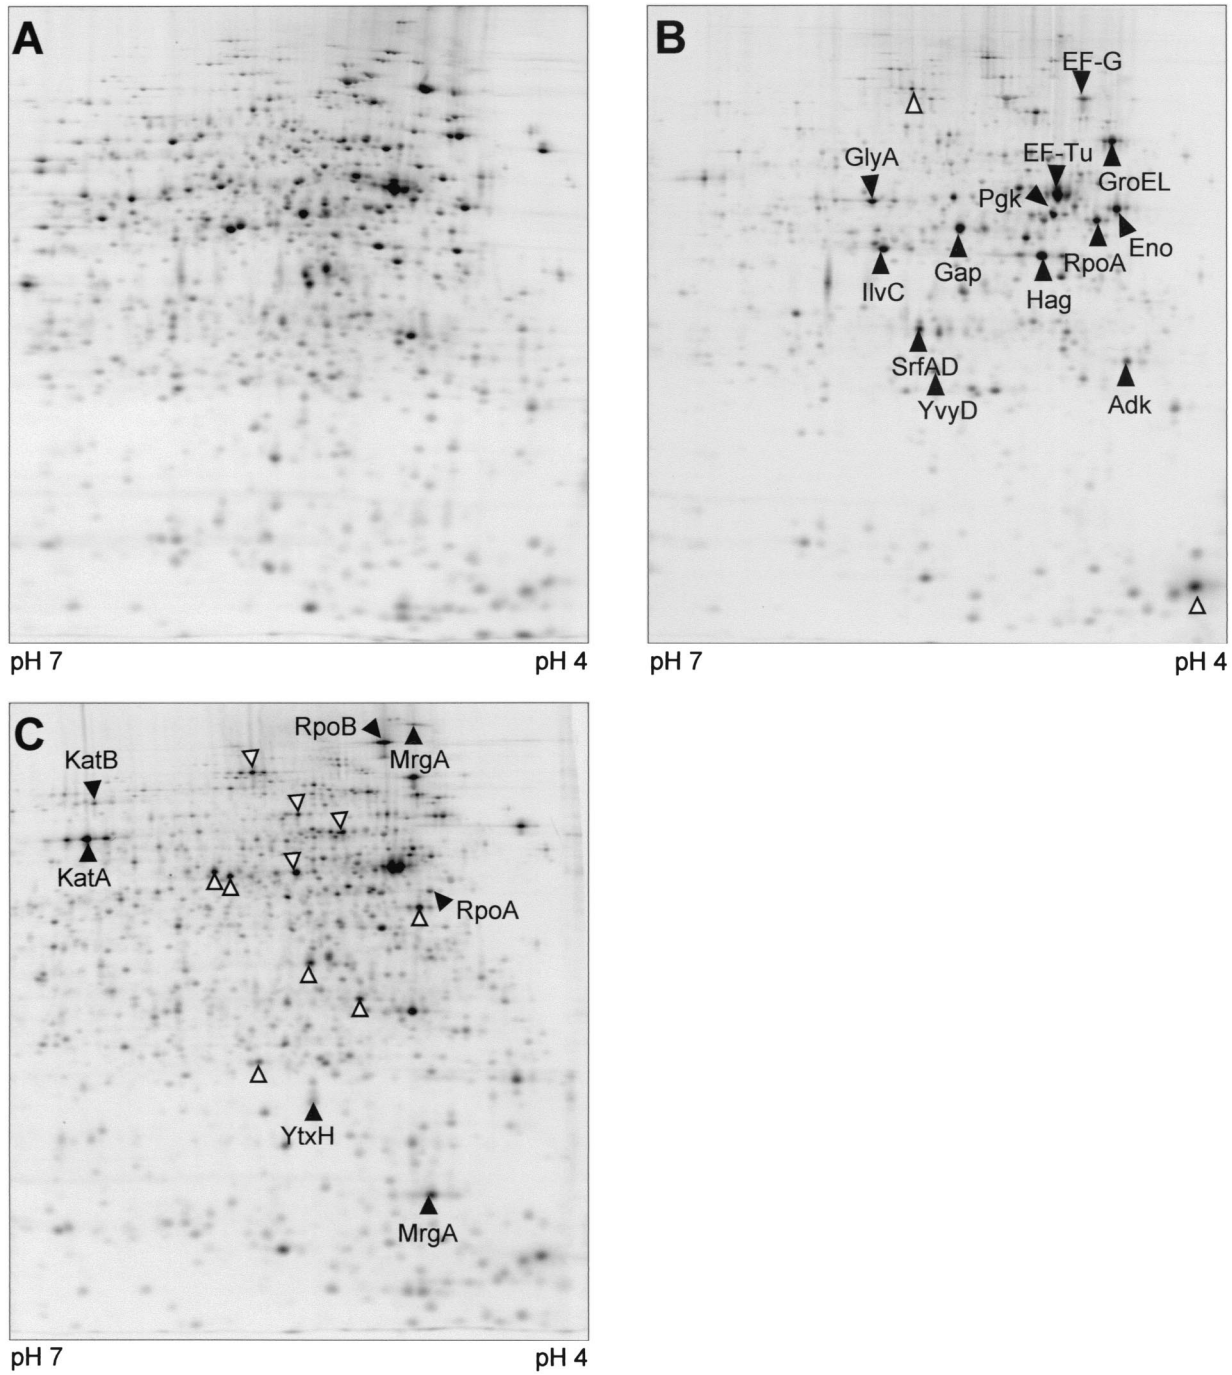 A
B
EF-G
GlyA
EF-Tu
GroEL
Pgk
Eno
RpoA
Gap
IlvC
Hag
SrfAD
Adk
YvyD
pH 7
pH 4
pH 7
pH 4
C
RpoB
MrgA
KatB
KatA
RpoA
YtxH
MrgA
pH 7
pH 4